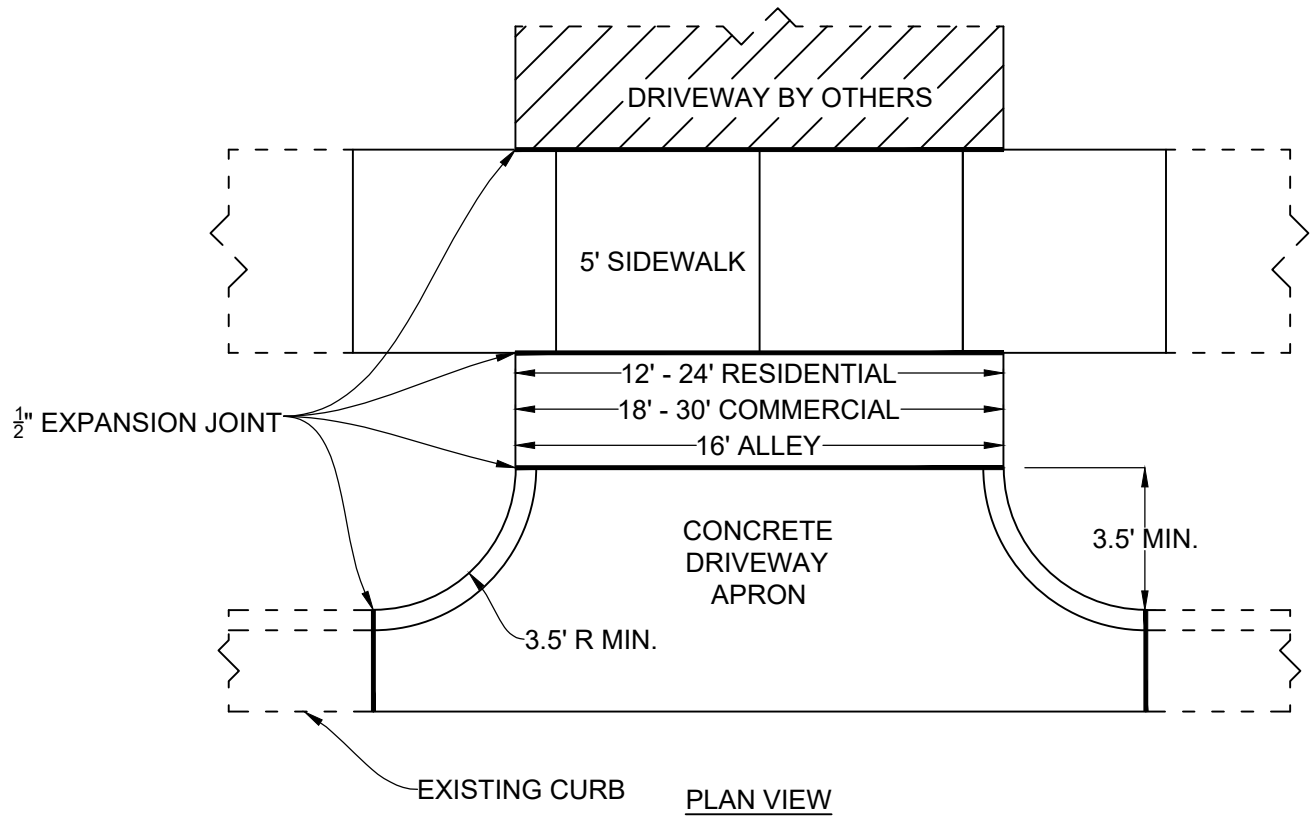 DRIVEWAY BY OTHERS
5' SIDEWALK
12' - 24' RESIDENTIAL
18' - 30' COMMERCIAL
16' ALLEY
½" EXPANSION JOINT
CONCRETE
DRIVEWAY
APRON
3.5' MIN.
3.5' R MIN.
EXISTING CURB
PLAN VIEW